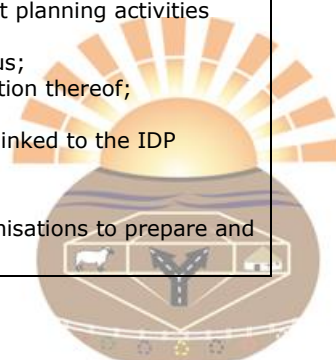 t planning activities
us;
tion thereof;
inked to the IDP
nisations to prepare and